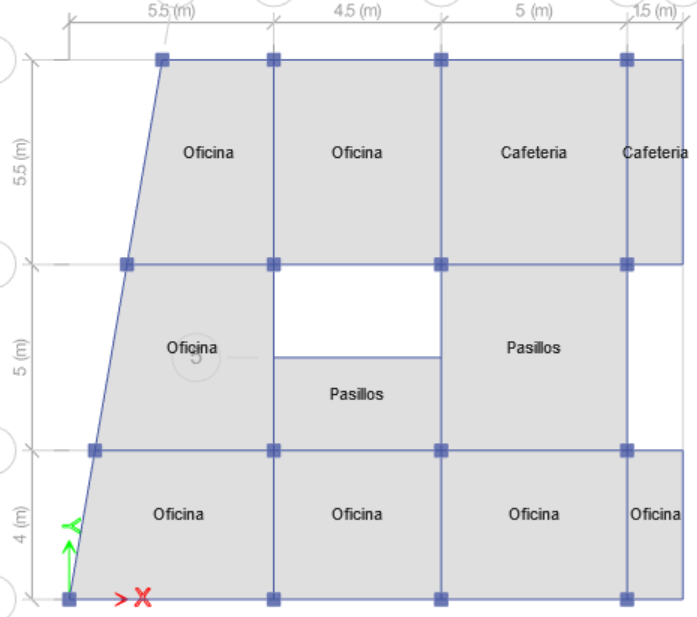 5.5 (m) 4.5 (m) 5 (m) 1.5 (m)
5.5 (m)
Oficina Oficina Cafeteria Cafeteria
5 (m)
Oficina
5
Pasillos
Pasillos
4 (m)
Oficina Oficina Oficina Oficina
Y
X